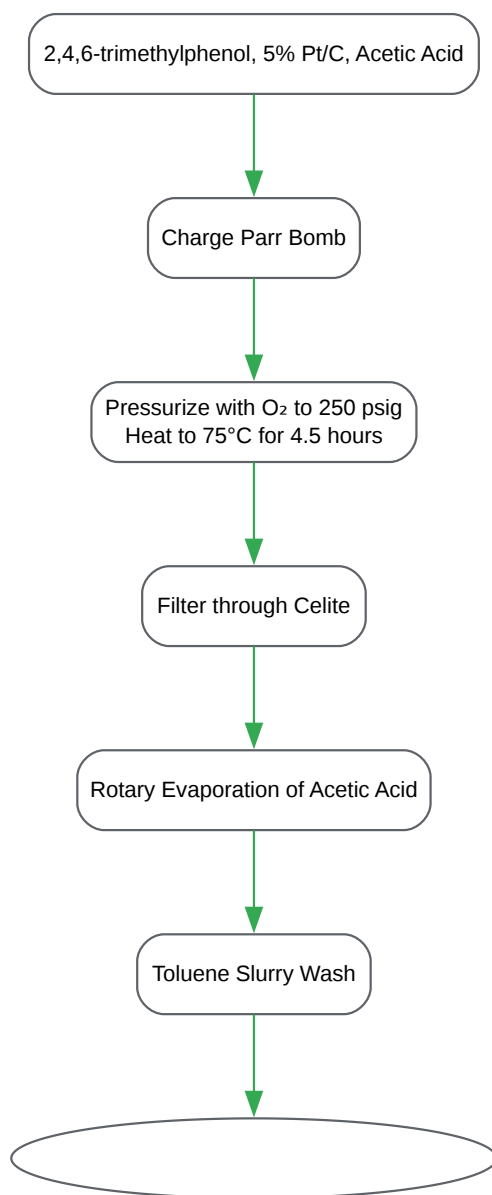 2,4,6-trimethylphenol, 5% Pt/C, Acetic Acid
Charge Parr Bomb
Pressurize with O₂ to 250 psig
Heat to 75°C for 4.5 hours
Filter through Celite
Rotary Evaporation of Acetic Acid
Toluene Slurry Wash